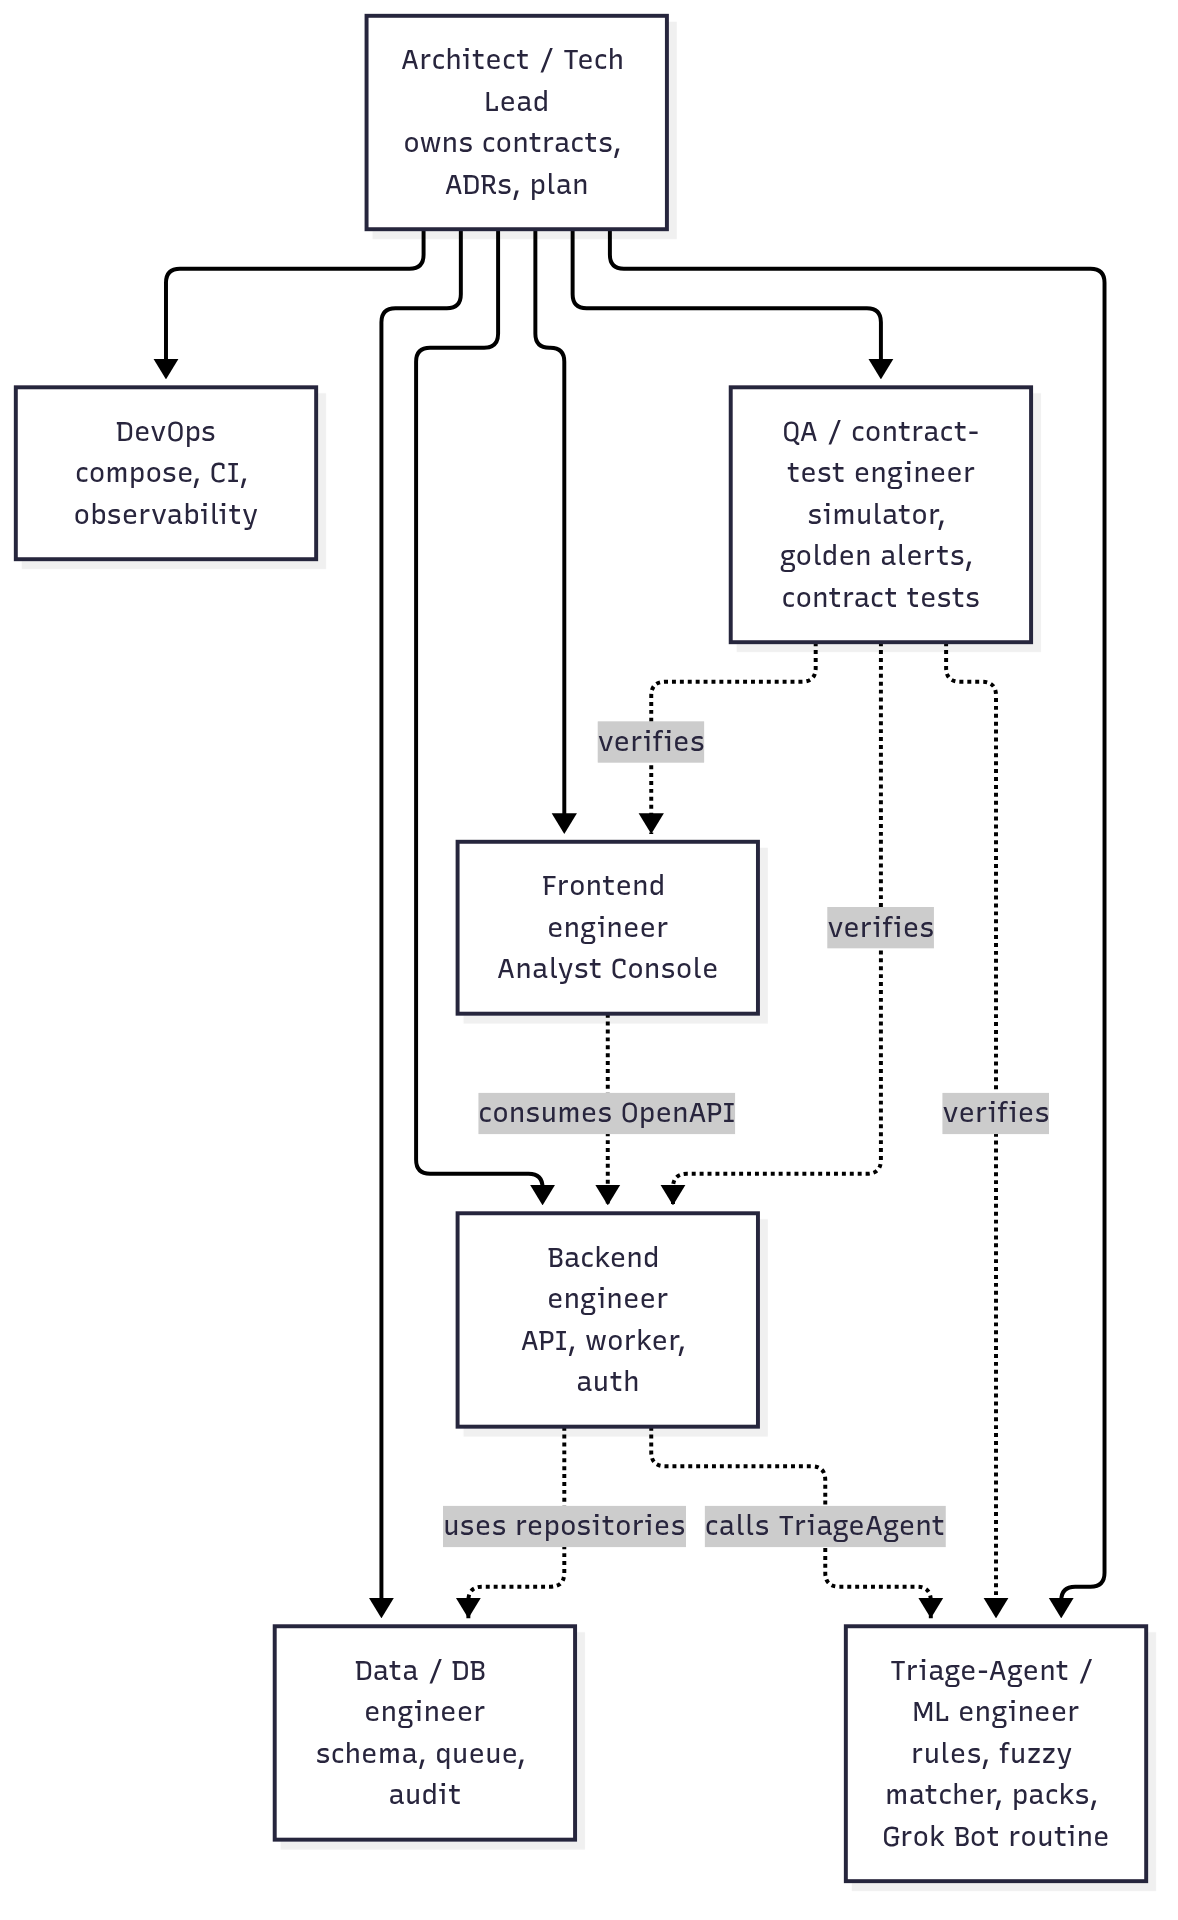 Architect / Tech
Lead
owns contracts,
ADRs, plan
DevOps
compose, CI,
observability
QA / contract-
test engineer
simulator,
golden alerts,
contract tests
verifies
Frontend
engineer
Analyst Console
verifies
consumes OpenAPI
verifies
Backend
engineer
API, worker,
auth
uses repositories
calls TriageAgent
Data / DB
engineer
schema, queue,
audit
Triage-Agent /
ML engineer
rules, fuzzy
matcher, packs,
Grok Bot routine